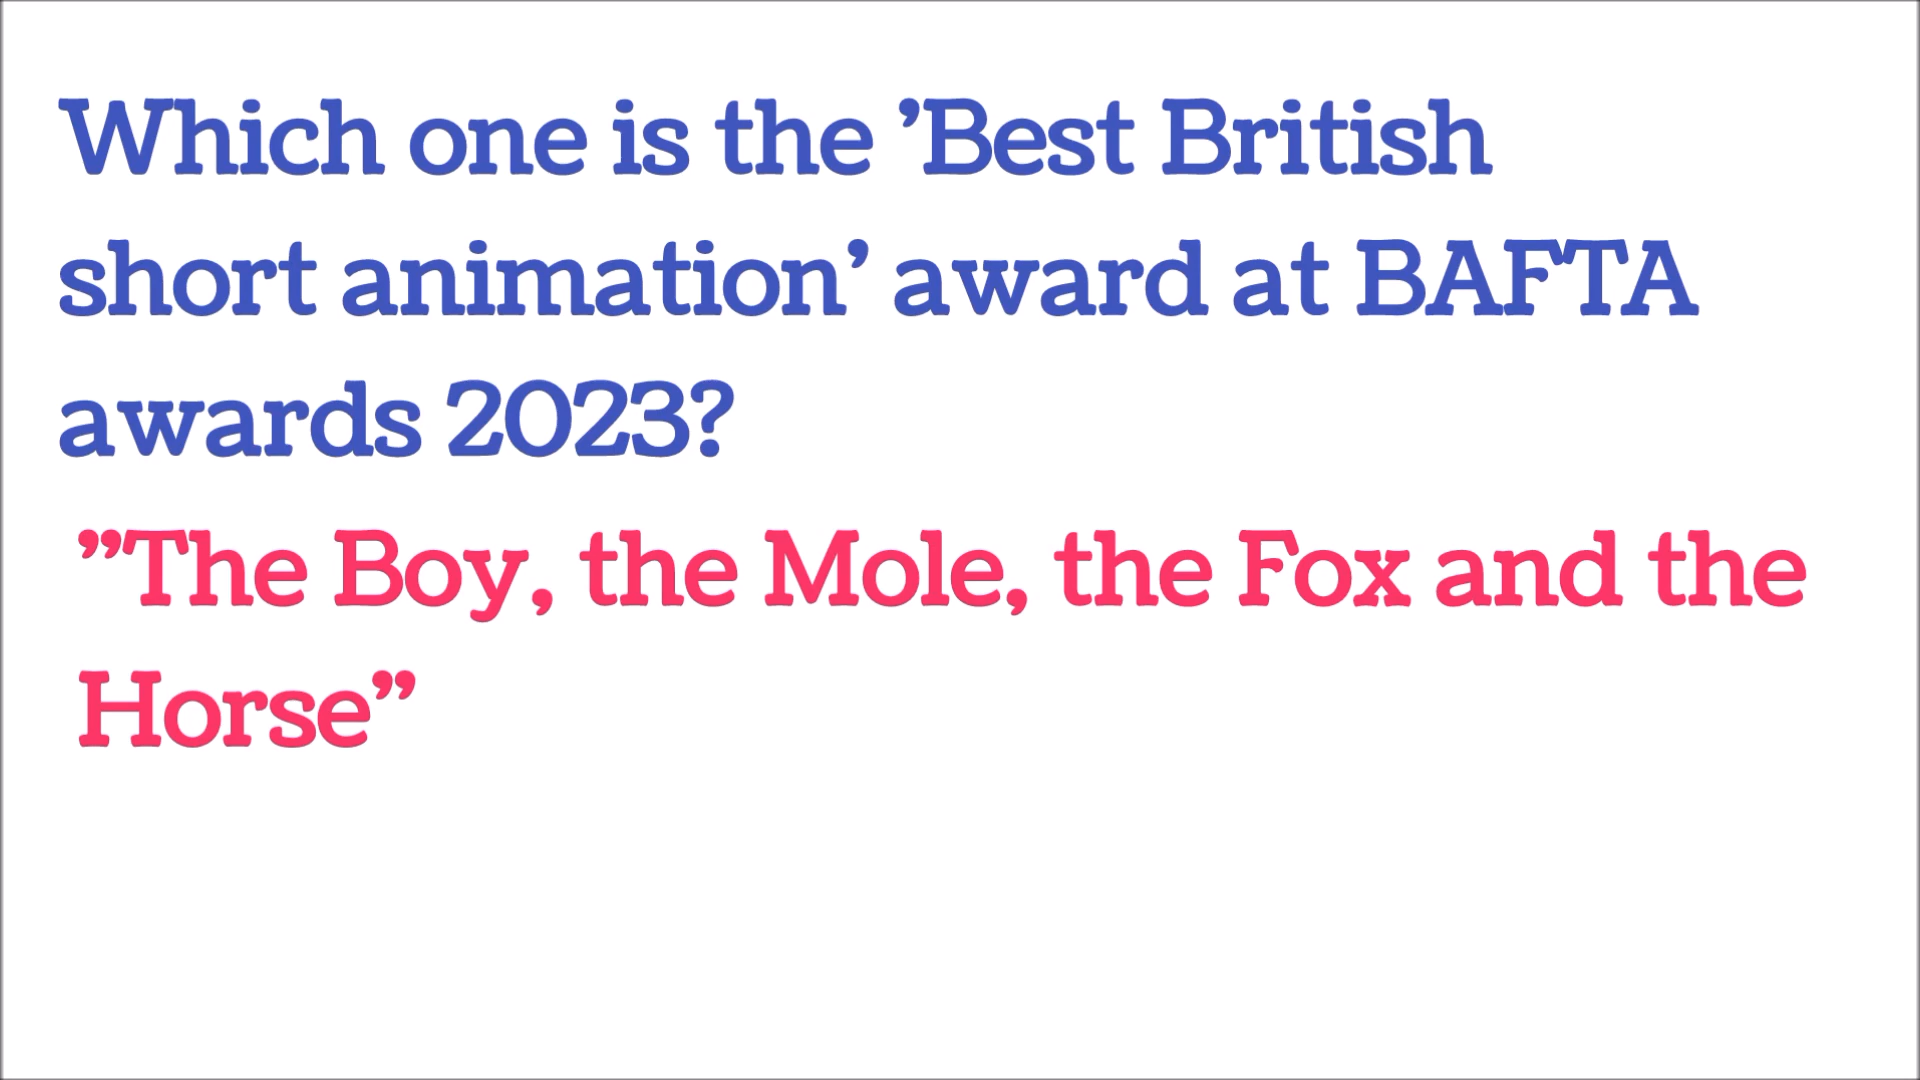 Which one is the ’Best British
short animation’ award at BAFTA
awards 2023?
”The Boy, the Mole, the Fox and the
Horse”